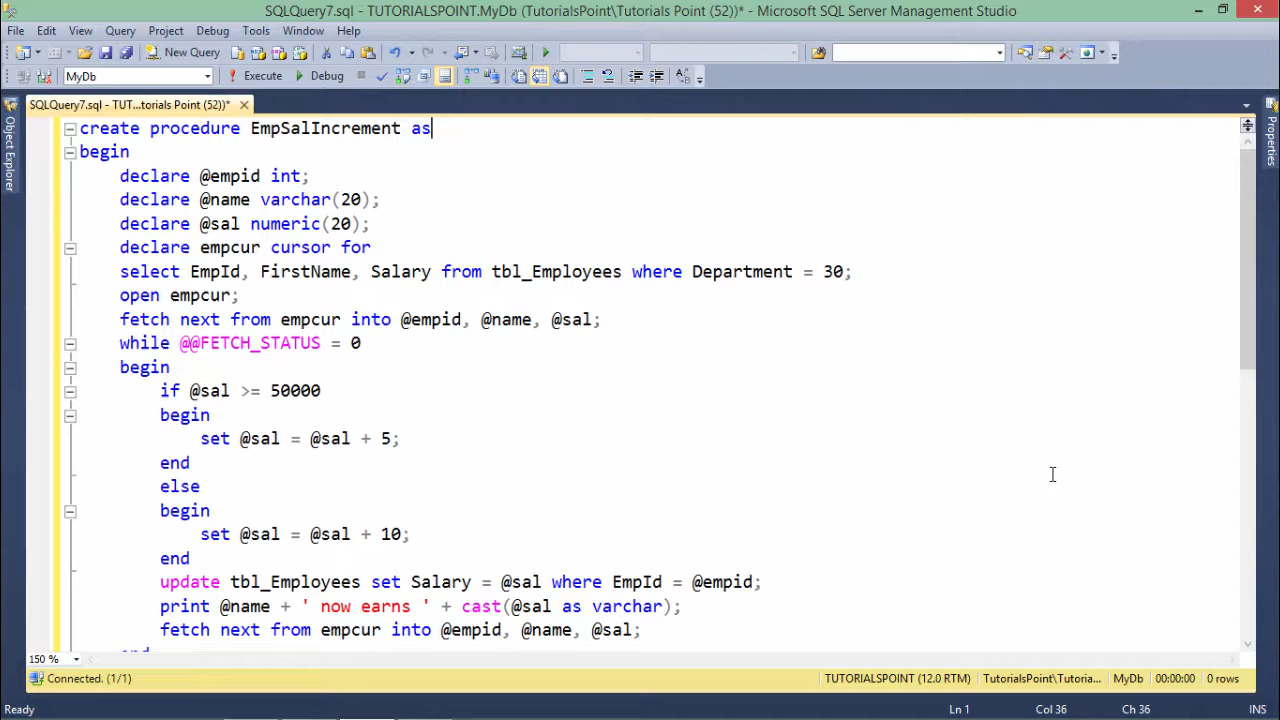 SQLQuery7.sql - TUTORIALSPOINT.MyDb (TutorialsPoint\Tutorials Point (52))* - Microsoft SQL Server Management Studio
File Edit View Query Project Debug Tools Window Help
New Query
MyDb Execute Debug
SQLQuery7.sql - TUT...torials Point (52))*
Object Explorer
Properties
create procedure EmpSalIncrement as
begin
declare @empid int;
declare @name varchar(20);
declare @sal numeric(20);
declare empcur cursor for
select EmpId, FirstName, Salary from tbl_Employees where Department = 30;
open empcur;
fetch next from empcur into @empid, @name, @sal;
while @@FETCH_STATUS = 0
begin
if @sal >= 50000
begin
set @sal = @sal + 5;
end
else
begin
set @sal = @sal + 10;
end
update tbl_Employees set Salary = @sal where EmpId = @empid;
print @name + ' now earns ' + cast(@sal as varchar);
fetch next from empcur into @empid, @name, @sal;
end
150 %
Connected. (1/1) TUTORIALSPOINT (12.0 RTM) TutorialsPoint\Tutoria... MyDb 00:00:00 0 rows
Ready Ln 1 Col 36 Ch 36 INS